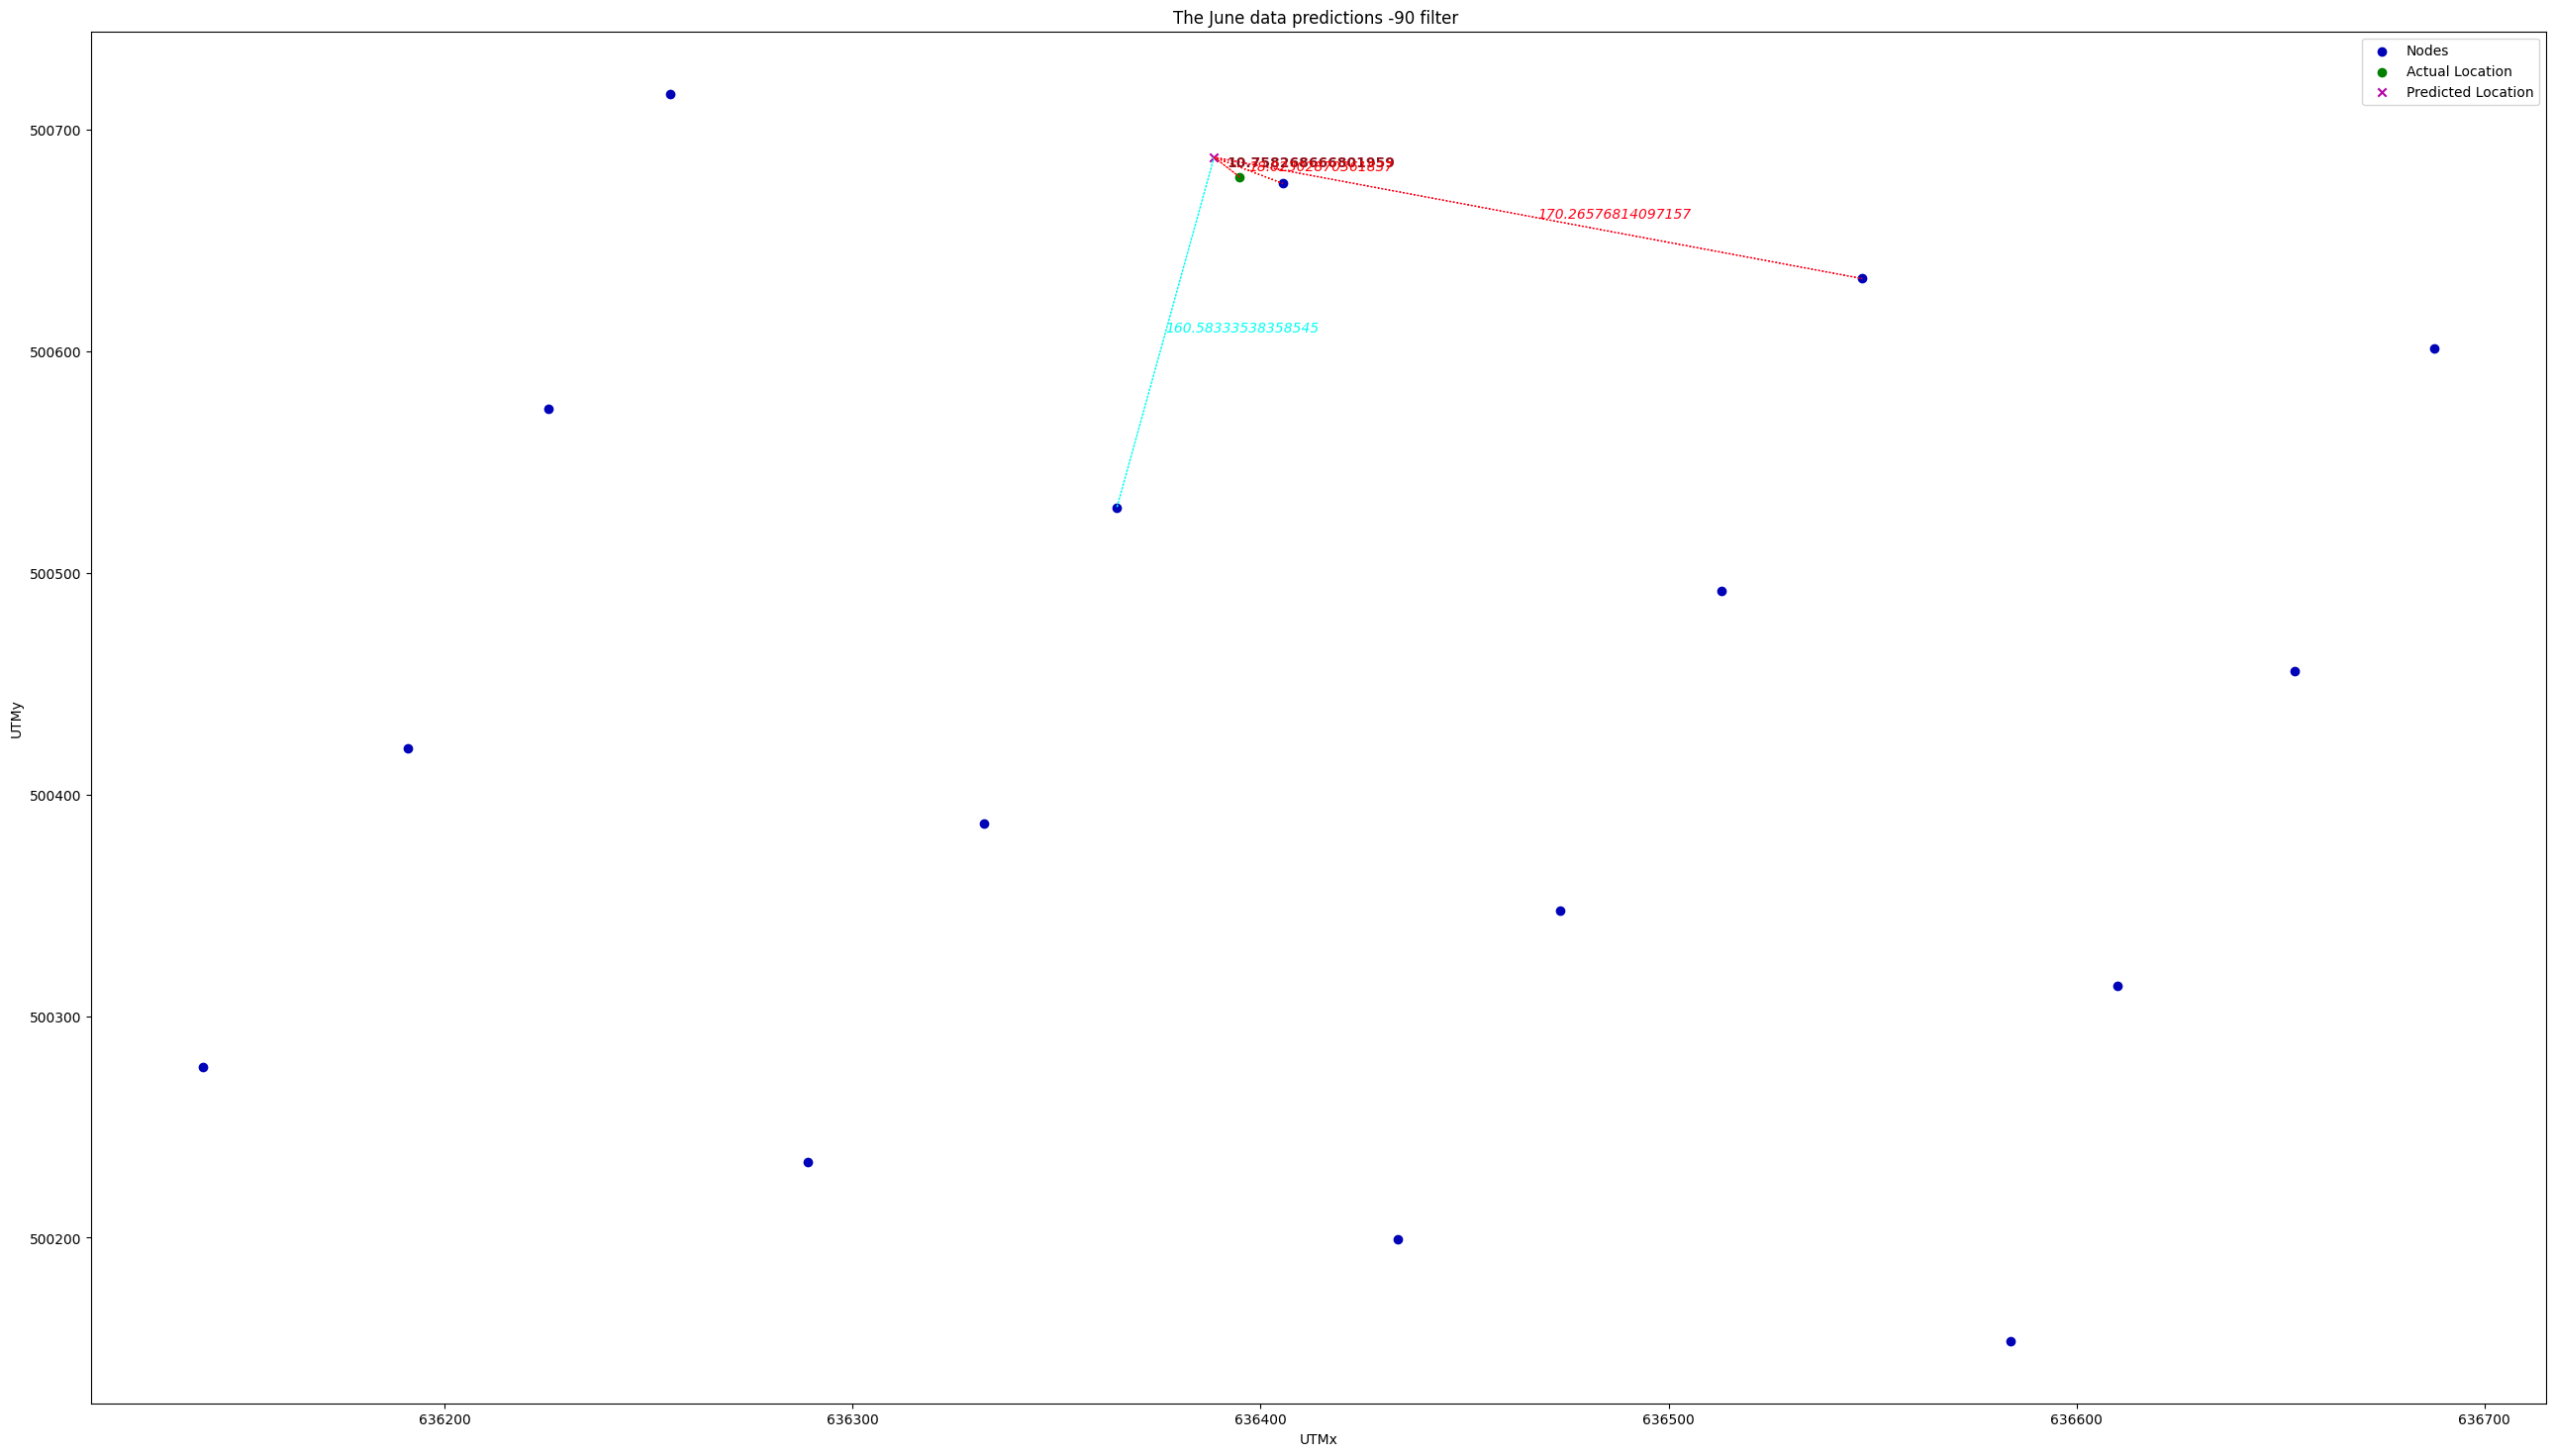 The June data predictions -90 filter
Nodes
Actual Location
Predicted Location
500700
10.758268666801959
170.26576814097157
160.58333538358545
500600
500500
UTMy
500400
500300
500200
636200
636300
636400
636500
636600
636700
UTMx